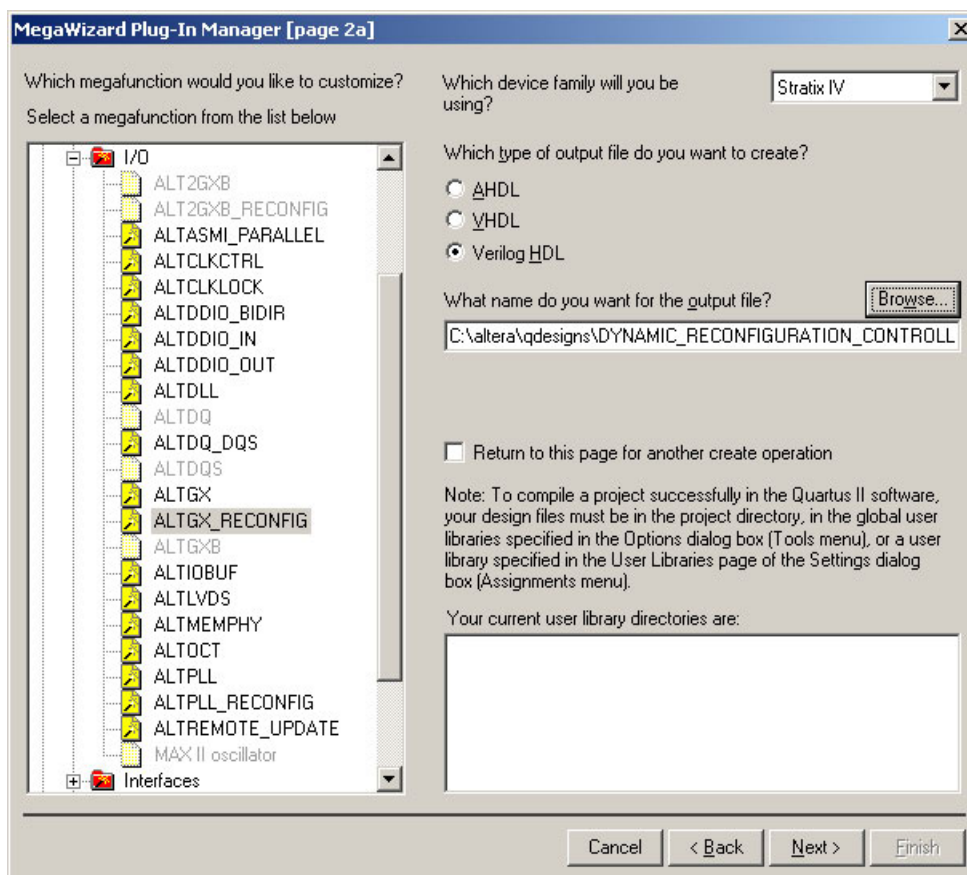 MegaWizard Plug-In Manager [page 2a]
Which megafunction would you like to customize?
Select a megafunction from the list below
I/O
ALT2GXB
ALT2GXB_RECONFIG
ALTASMI_PARALLEL
ALTCLKCTRL
ALTCLKLOCK
ALTDDIO_BIDIR
ALTDDIO_IN
ALTDDIO_OUT
ALTDLL
ALTDQ
ALTDQ_DQS
ALTDQS
ALTGX
ALTGX_RECONFIG
ALTGXB
ALTIOBUF
ALTLVDS
ALTMEMPHY
ALTOCT
ALTPLL
ALTPLL_RECONFIG
ALTREMOTE_UPDATE
MAX II oscillator
Interfaces
Which device family will you be
using?
Stratix IV
Which type of output file do you want to create?
AHDL
VHDL
Verilog HDL
What name do you want for the output file?
Browse...
C:\altera\qdesigns\DYNAMIC_RECONFIGURATION_CONTROLL
Return to this page for another create operation
Note: To compile a project successfully in the Quartus II software,
your design files must be in the project directory, in the global user
libraries specified in the Options dialog box (Tools menu), or a user
library specified in the User Libraries page of the Settings dialog
box (Assignments menu).
Your current user library directories are:
Cancel
< Back
Next >
Finish